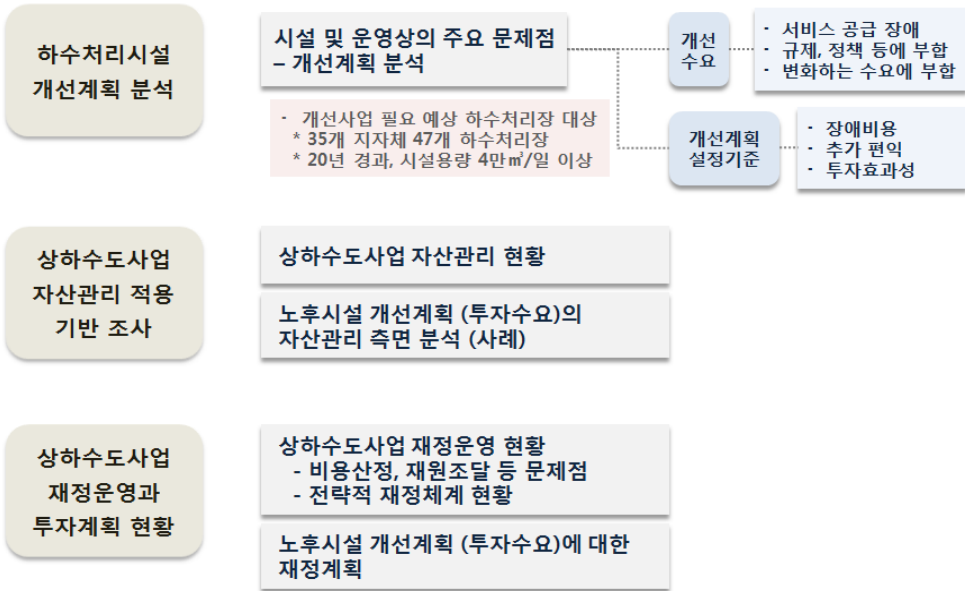 하수처리시설
개선계획 분석
시설 및 운영상의 주요 문제점
– 개선계획 분석
- 개선사업 필요 예상 하수처리장 대상
* 35개 지자체 47개 하수처리장
* 20년 경과, 시설용량 4만㎥/일 이상
개선
수요
- 서비스 공급 장애
- 규제, 정책 등에 부합
- 변화하는 수요에 부합
개선계획
설정기준
- 장애비용
- 추가 편익
- 투자효과성
상하수도사업
자산관리 적용
기반 조사
상하수도사업 자산관리 현황
노후시설 개선계획 (투자수요)의
자산관리 측면 분석 (사례)
상하수도사업
재정운영과
투자계획 현황
상하수도사업 재정운영 현황
- 비용산정, 재원조달 등 문제점
- 전략적 재정체계 현황
노후시설 개선계획 (투자수요)에 대한
재정계획